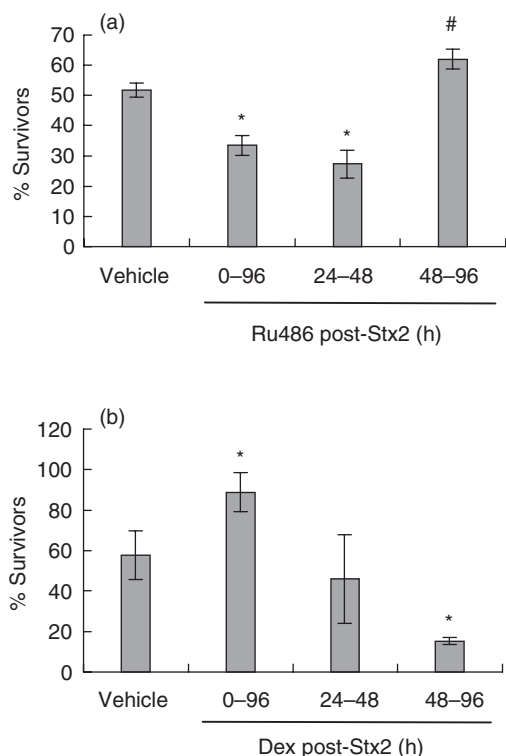 (a)
70
60
50
40
30
20
10
0
% Survivors
* * #
Vehicle 0–96 24–48 48–96
Ru486 post-Stx2 (h)
(b)
120
100
80
60
40
20
0
% Survivors
* *
Vehicle 0–96 24–48 48–96
Dex post-Stx2 (h)